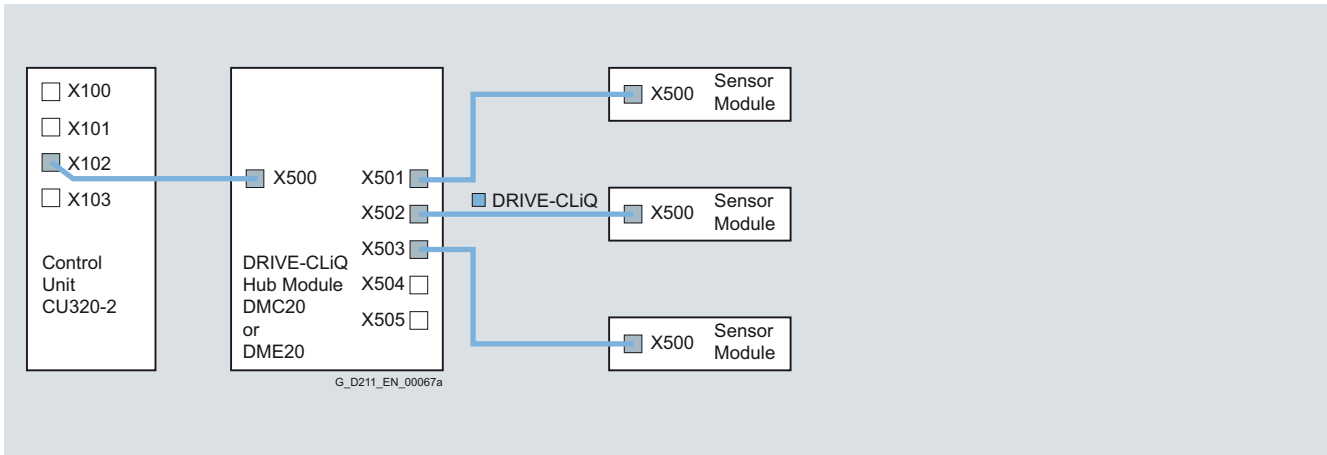 X100
X101
X102
X103
Control
Unit
CU320-2
X500
X501
X502
X503
X504
X505
DRIVE-CLiQ
Hub Module
DMC20
or
DME20
G_D211_EN_00067a
DRIVE-CLiQ
X500
Sensor
Module
X500
Sensor
Module
X500
Sensor
Module